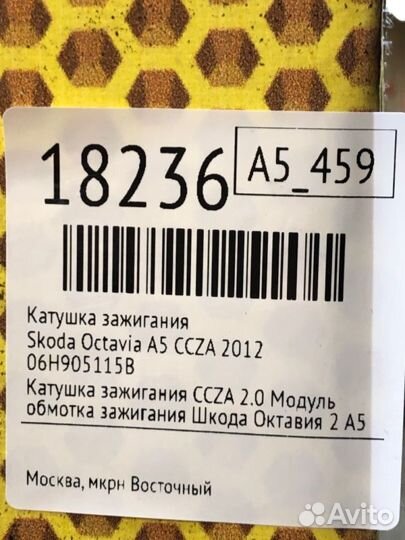 18236
A5_459
Катушка зажигания
Skoda Octavia A5 CCZA 2012
06H905115B
Катушка зажигания CCZA 2.0 Модуль
обмотка зажигания Шкода Октавия 2 А5
Москва, мкрн Восточный
Avito